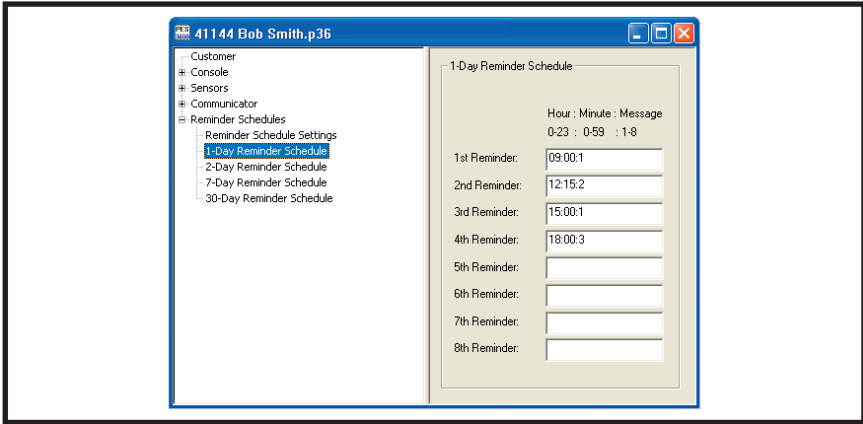 41144 Bob Smith.p36
Customer
Console
Sensors
Communicator
Reminder Schedules
Reminder Schedule Settings
1-Day Reminder Schedule
2-Day Reminder Schedule
7-Day Reminder Schedule
30-Day Reminder Schedule
1-Day Reminder Schedule
Hour : Minute : Message
0-23 : 0-59 : 1-8
1st Reminder: 09:00:1
2nd Reminder: 12:15:2
3rd Reminder: 15:00:1
4th Reminder: 18:00:3
5th Reminder:
6th Reminder:
7th Reminder:
8th Reminder: